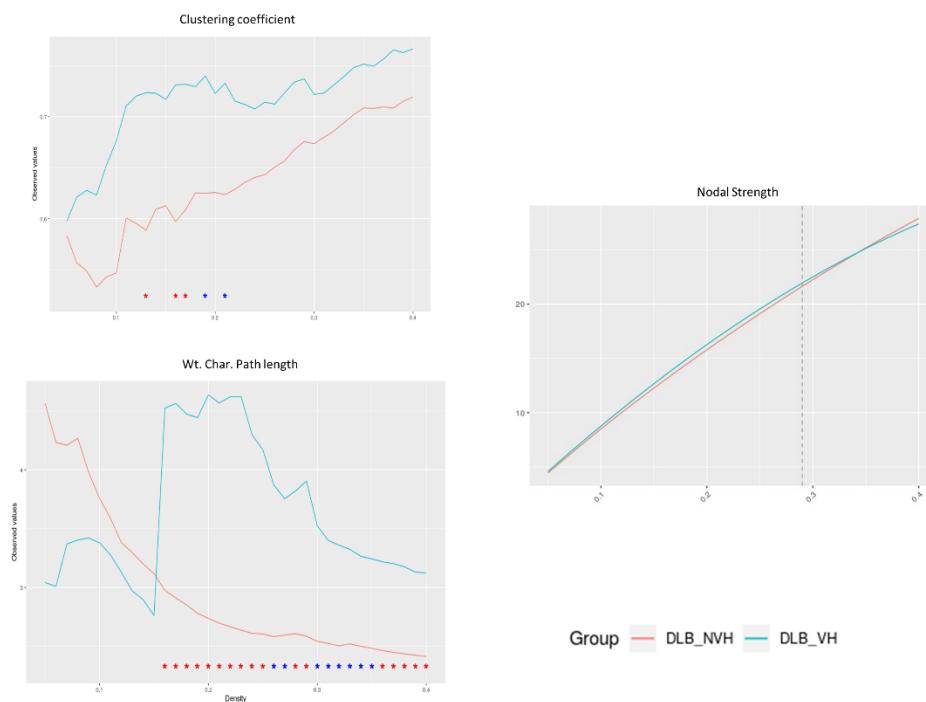 Clustering coefficient
Observed values
0.7
0.6
0.1
0.2
0.3
0.4
*
*
*
*
*
Wt. Char. Path length
Observed values
4
3
0.1
0.2
0.3
0.4
* * * * * * * * * * * * * * * * * * * * * * * * *
Density
Nodal Strength
20
10
0.1
0.2
0.3
0.4
Group DLB_NVH DLB_VH